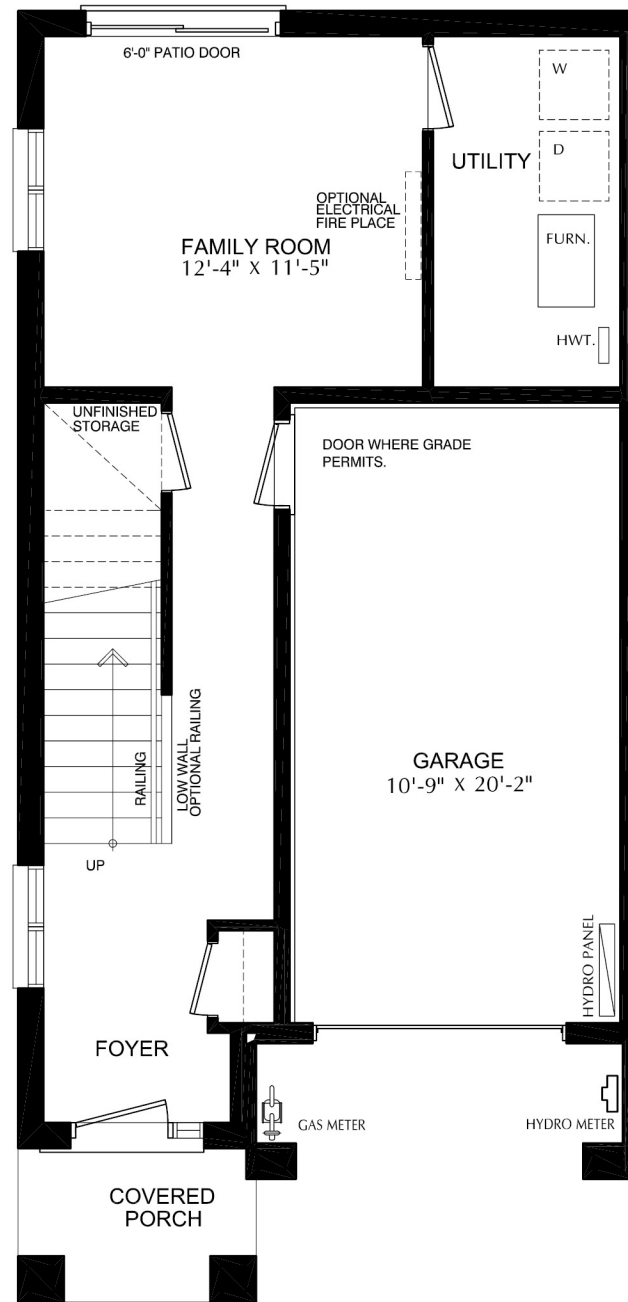 6'-0" PATIO DOOR
W
D
UTILITY
OPTIONAL
ELECTRICAL
FIRE PLACE
FURN.
FAMILY ROOM
12'-4" X 11'-5"
HWT.
UNFINISHED
STORAGE
DOOR WHERE GRADE
PERMITS.
RAILING
LOW WALL
OPTIONAL RAILING
GARAGE
10'-9" X 20'-2"
UP
HYDRO PANEL
FOYER
GAS METER
HYDRO METER
COVERED
PORCH